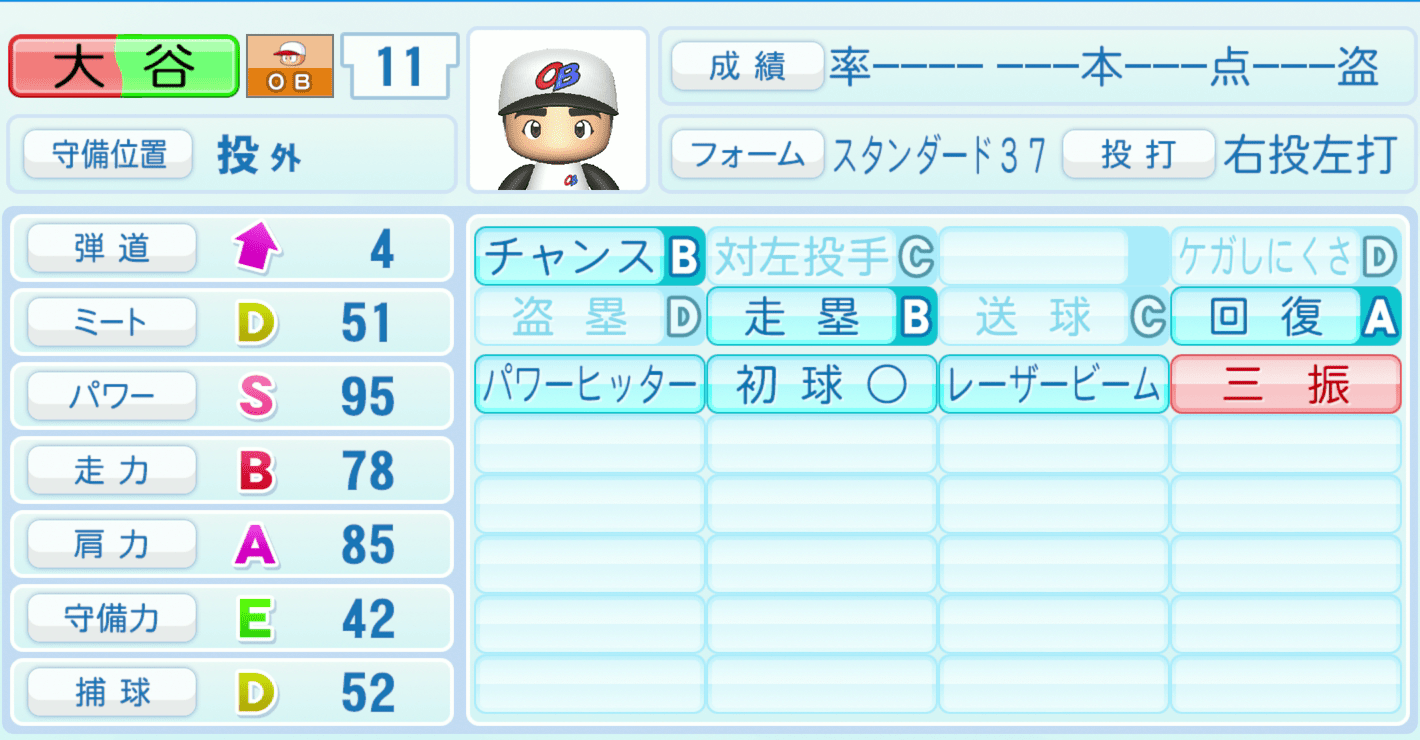 大谷 OB 11
OB
OB
成績 率---- ---本---点---盗
守備位置 投 外
フォーム スタンダード37 投打 右投左打
弾道 4
ミート D 51
パワー S 95
走力 B 78
肩力 A 85
守備力 E 42
捕球 D 52
チャンス B 対左投手 C ケガしにくさ D
盗塁 D 走塁 B 送球 C 回復 A
パワーヒッター 初球○ レーザービーム 三振